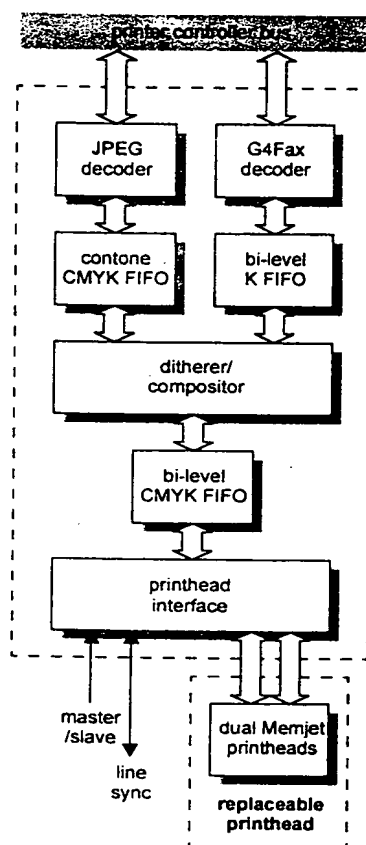 printer controller bus
JPEG
decoder
G4Fax
decoder
contone
CMYK FIFO
bi-level
K FIFO
ditherer/
compositor
bi-level
CMYK FIFO
printhead
interface
master
/slave
line
sync
dual Memjet
printheads
replaceable
printhead